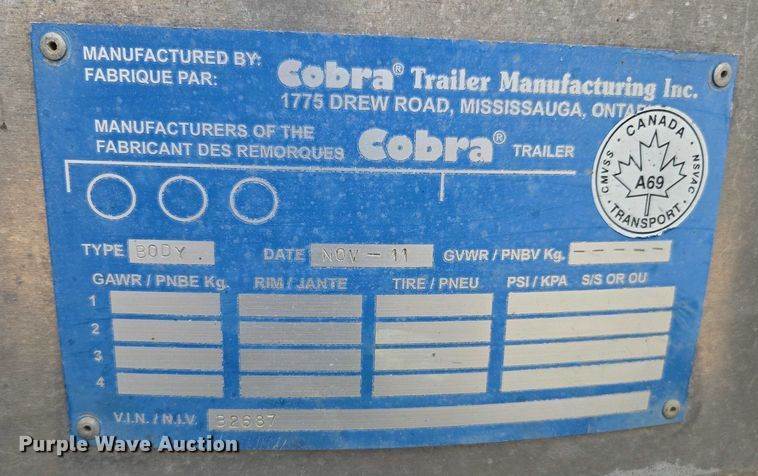 MANUFACTURED BY:
FABRIQUE PAR:
Cobra® Trailer Manufacturing Inc.
1775 DREW ROAD, MISSISSAUGA,
MANUFACTURERS OF THE
FABRICANT DES REMORQUES
Cobra® TRAILER
CANADA
CMVSS
NSVAC
A69
TRANSPORT
TYPE BODY. DATE NOV-11 GVWR / PNBV Kg. -----
GAWR / PNBE Kg. RIM / JANTE TIRE / PNEU PSI / KPA S/S OR OU
1
2
3
4
V.I.N. / N.I.V. 32687
Purple Wave Auction